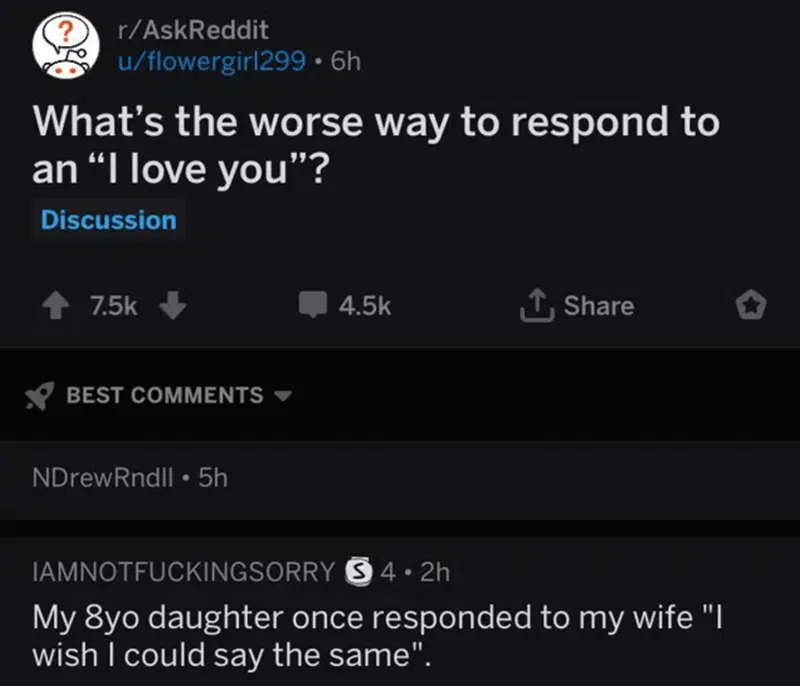 r/AskReddit
u/flowergirl299 • 6h
What’s the worse way to respond to
an “I love you”?
Discussion
7.5k 4.5k Share
BEST COMMENTS
NDrewRndll • 5h
IAMNOTFUCKINGSORRY S 4 • 2h
My 8yo daughter once responded to my wife "I
wish I could say the same".